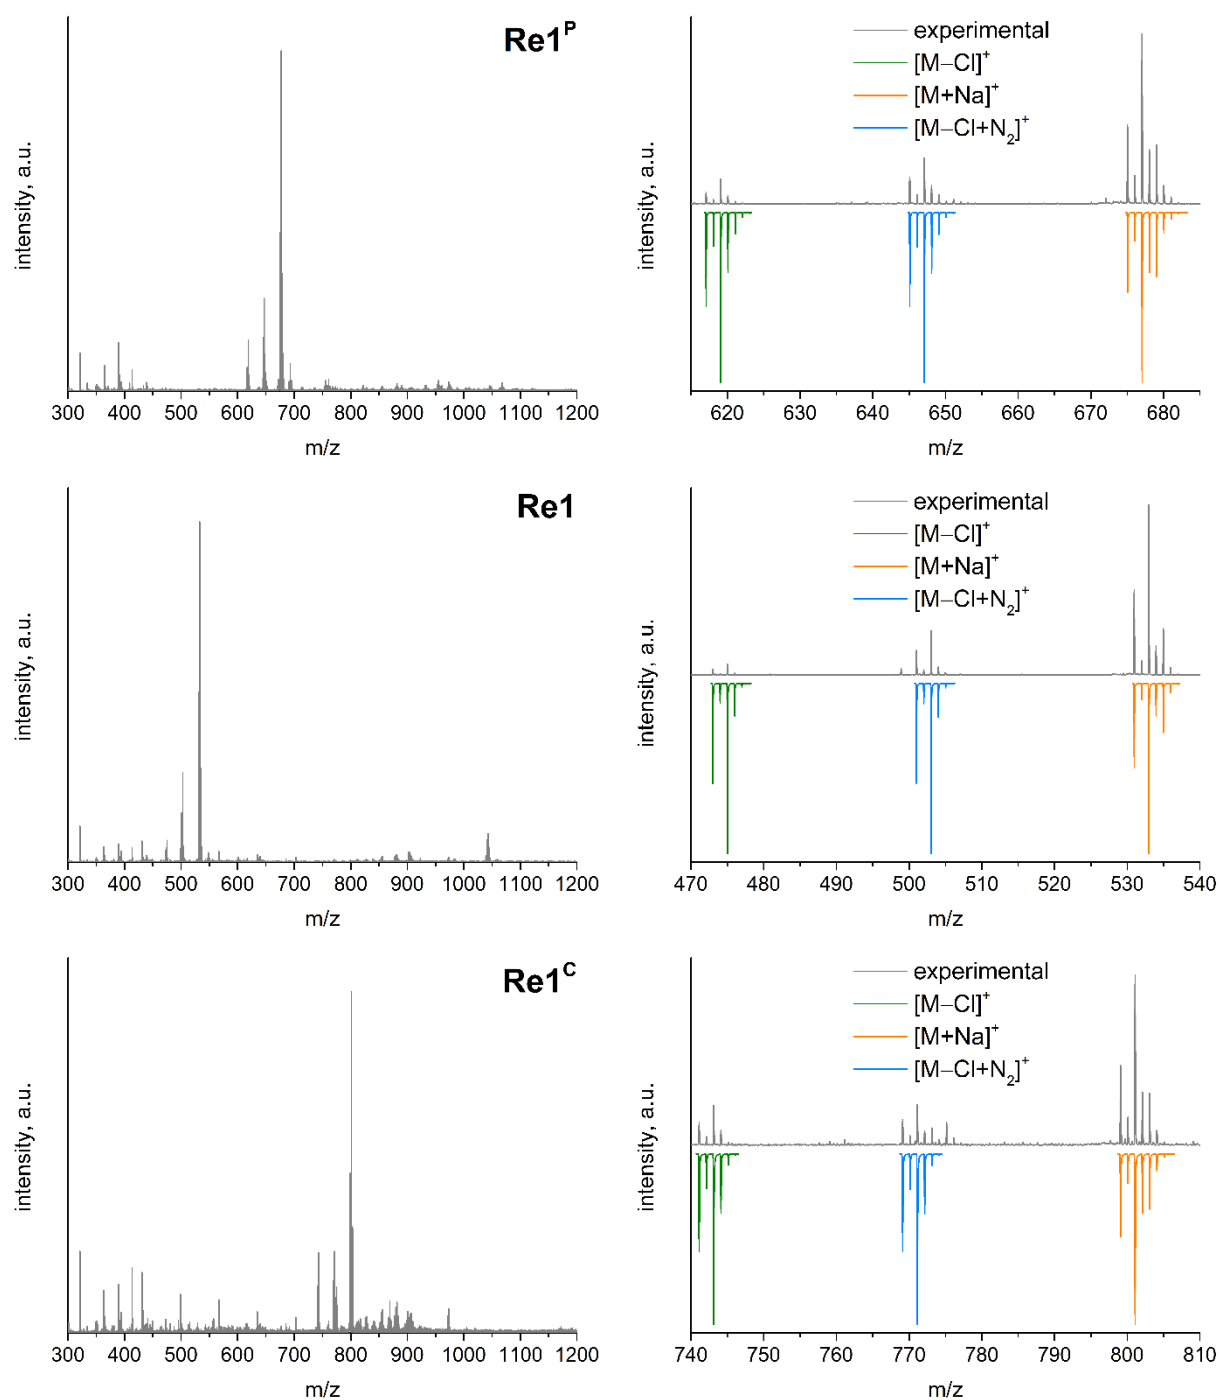 Re1ᴾ
intensity, a.u.
300 400 500 600 700 800 900 1000 1100 1200
m/z
experimental
[M−Cl]⁺
[M+Na]⁺
[M−Cl+N₂]⁺
intensity, a.u.
620 630 640 650 660 670 680
m/z
Re1
intensity, a.u.
300 400 500 600 700 800 900 1000 1100 1200
m/z
experimental
[M−Cl]⁺
[M+Na]⁺
[M−Cl+N₂]⁺
intensity, a.u.
470 480 490 500 510 520 530 540
m/z
Re1ᶜ
intensity, a.u.
300 400 500 600 700 800 900 1000 1100 1200
m/z
experimental
[M−Cl]⁺
[M+Na]⁺
[M−Cl+N₂]⁺
intensity, a.u.
740 750 760 770 780 790 800 810
m/z